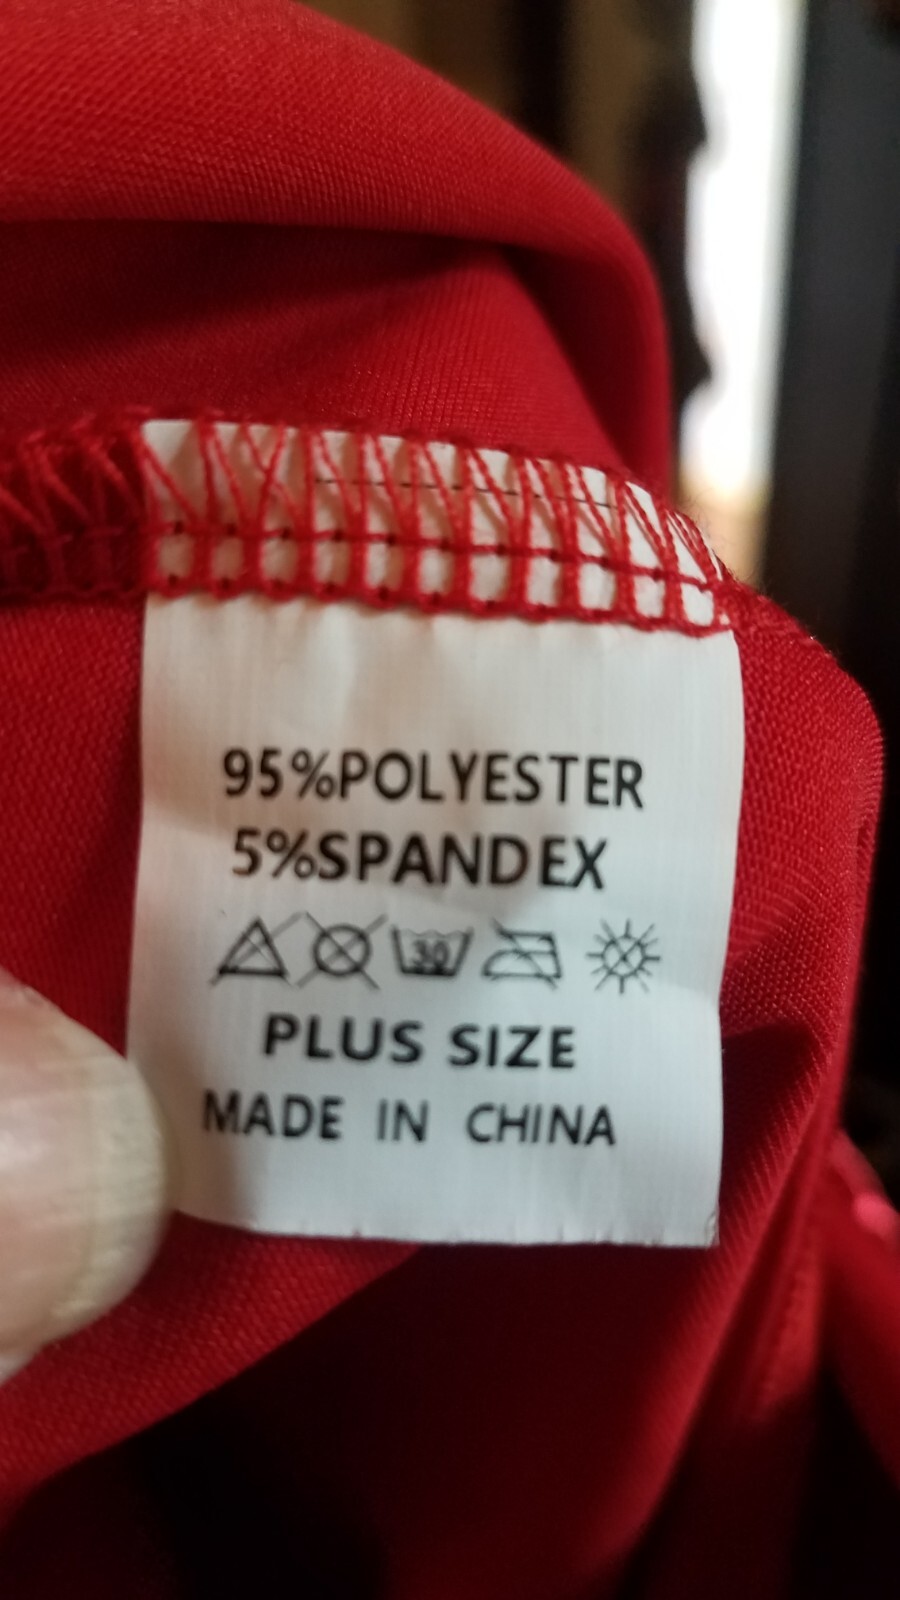 95%POLYESTER
5%SPANDEX
30
PLUS SIZE
MADE IN CHINA